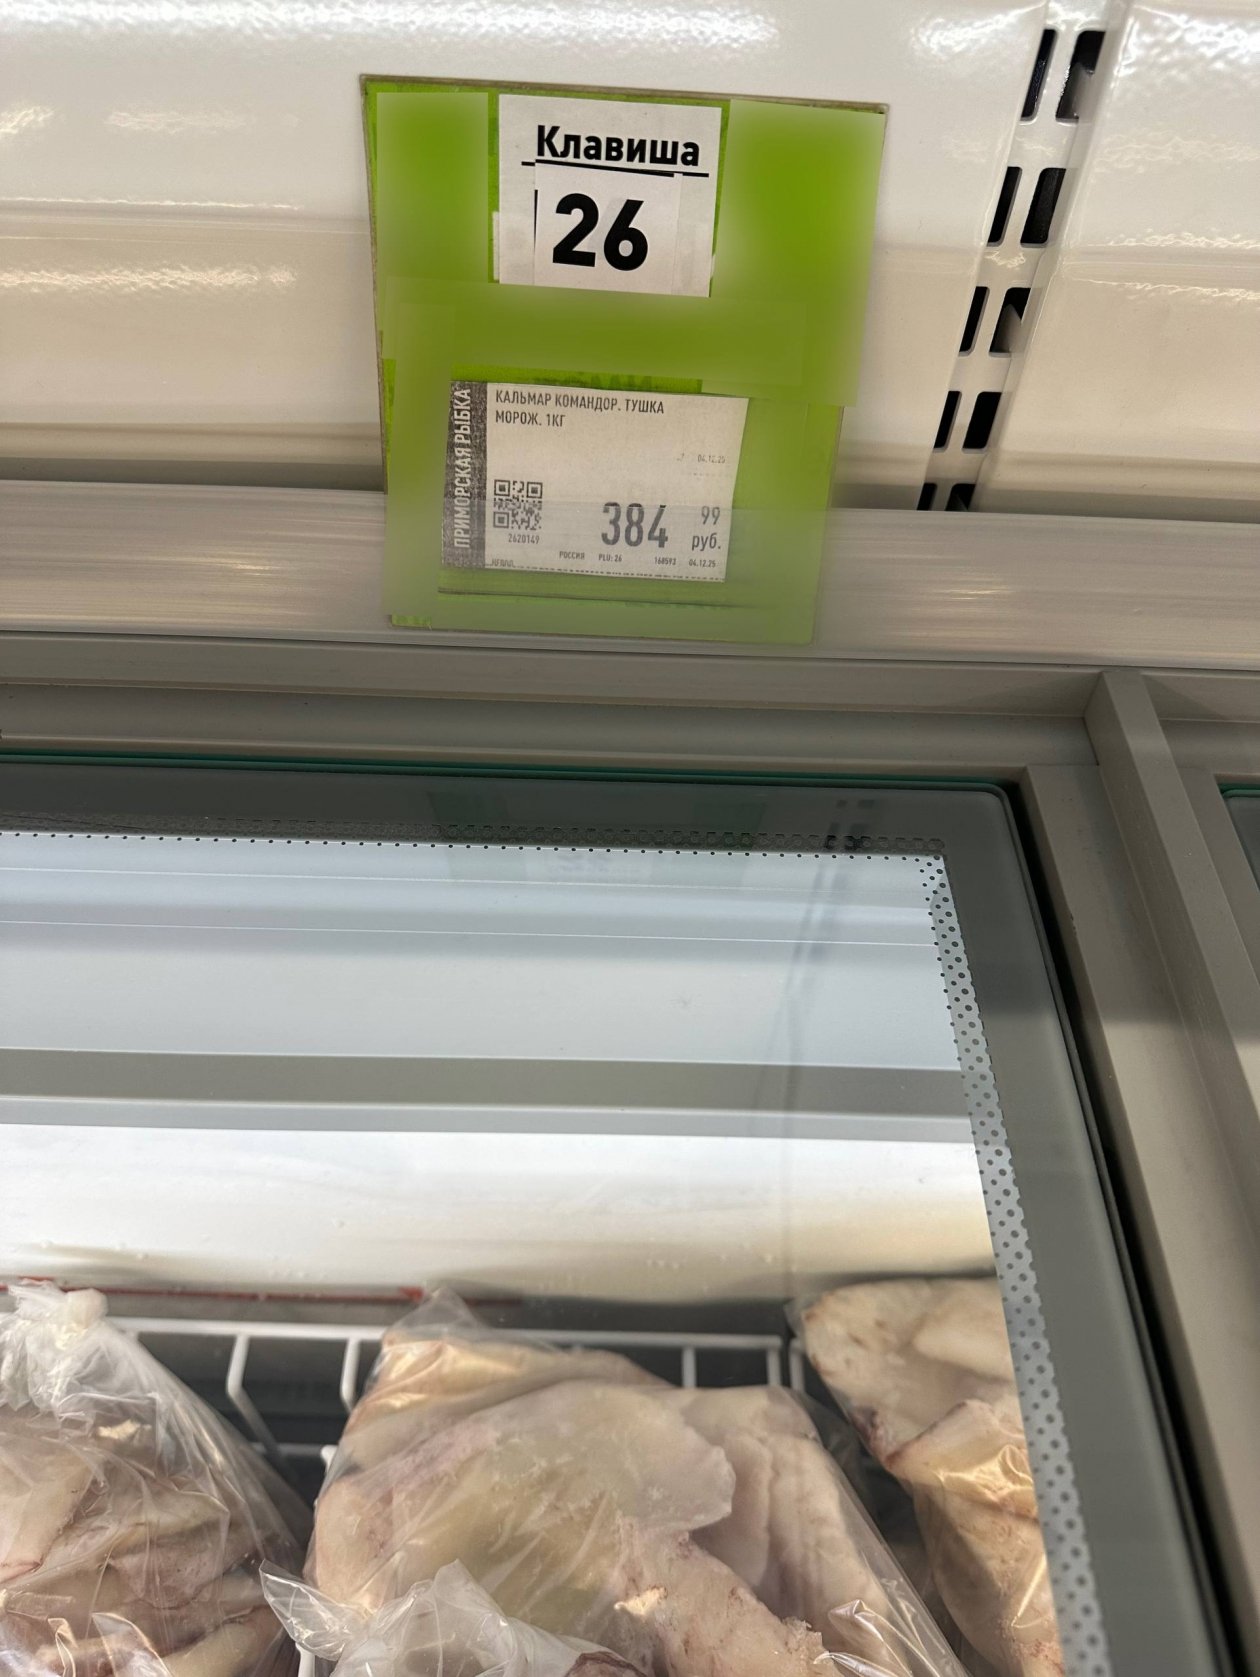 Клавиша
26
ПРИМОРСКАЯ РЫБКА
КАЛЬМАР КОМАНДОР. ТУШКА
МОРОЖ. 1КГ
04.12.25
384 99
руб.
2620149
РОССИЯ PLU: 26 168593 04.12.25